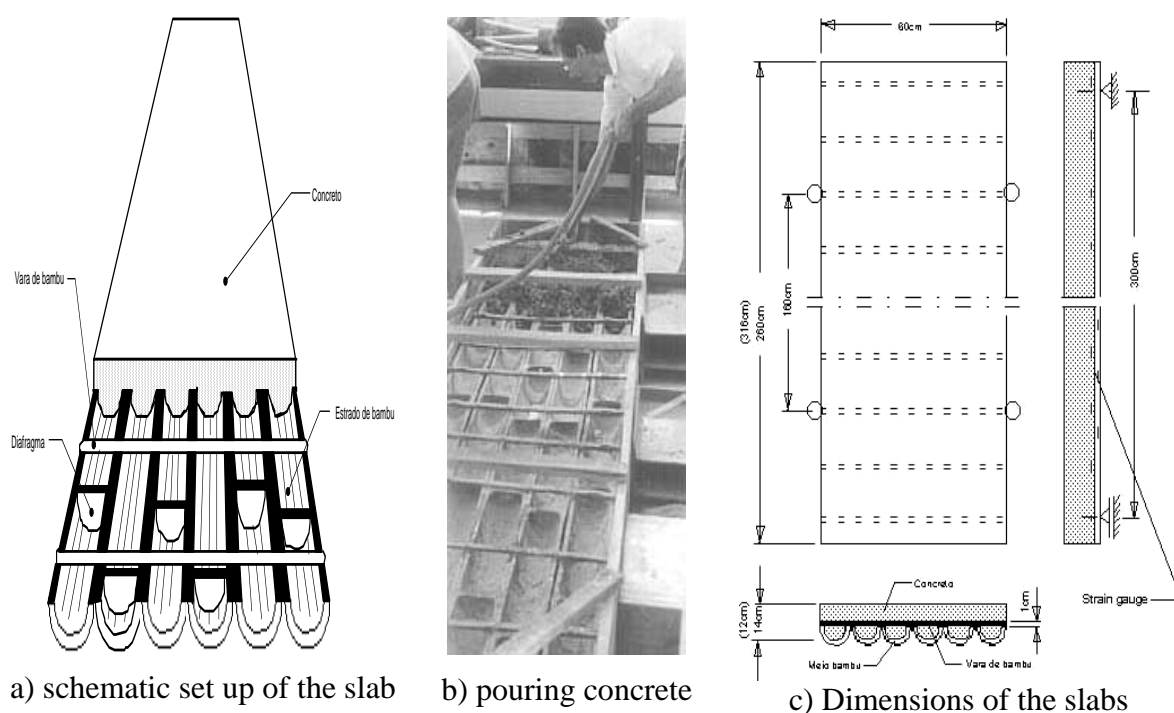 Concreto
Vara de bambu
Estrado de bambu
Diafragma
a) schematic set up of the slab
b) pouring concrete
60cm
(316cm)
260cm
160cm
300cm
Strain gauge
Concreto
(12cm)
14cm
1cm
Meio bambu
Vara de bambu
c) Dimensions of the slabs